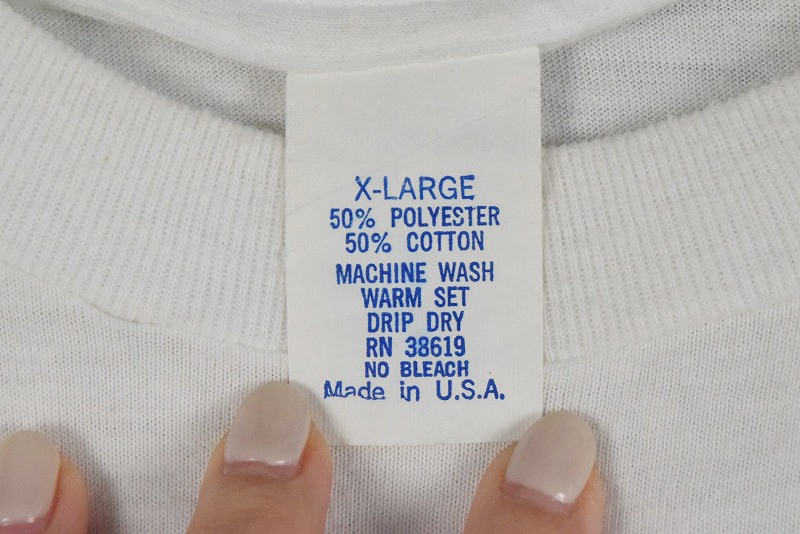 X-LARGE
50% POLYESTER
50% COTTON
MACHINE WASH
WARM SET
DRIP DRY
RN 38619
NO BLEACH
Made in U.S.A.